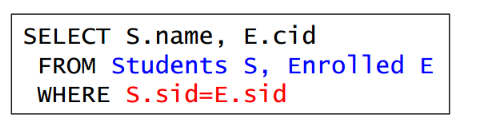 SELECT S.name, E.cid
FROM Students S, Enrolled E
WHERE S.sid=E.sid